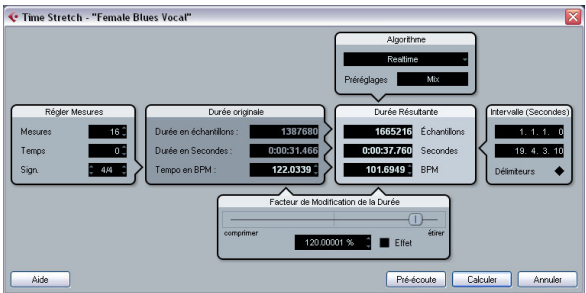 Time Stretch - "Female Blues Vocal"
Algorithme
Realtime
Préréglages Mix
Régler Mesures
Mesures 16
Temps 0
Sign. 4/4
Durée originale
Durée en échantillons : 1387680
Durée en Secondes : 0:00:31.466
Tempo en BPM : 122.0339
Durée Résultante
1665216 Échantillons
0:00:37.760 Secondes
101.6949 BPM
Intervalle (Secondes)
1. 1. 1. 0
19. 4. 3. 10
Délimiteurs
Facteur de Modification de la Durée
comprimer étirer
120.00001 % Effet
Aide Pré-écoute Calculer Annuler